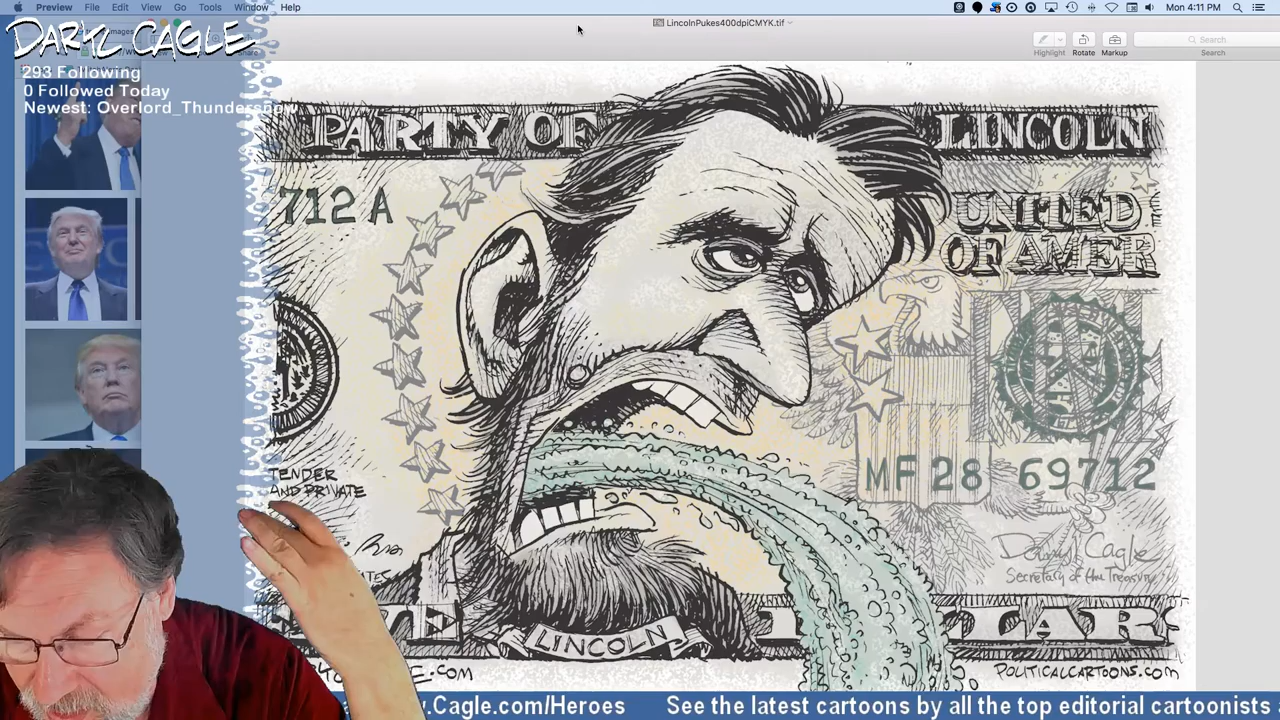 Preview File Edit View Go Tools Window Help
Mon 4:11 PM
LincolnPukes400dpiCMYK.tif
DARYL CAGLE
Highlight Rotate Markup Search
Search
293 Following
0 Followed Today
Newest: Overlord_Thundersnow
PARTY OF LINCOLN
712 A
UNITED
OF AMER
MF 28 69712
TENDER
AND PRIVATE
Daryl Cagle
Secretary of the Treasury
LAR
LINCOLN
.COM
POLITICALCARTOONS.COM
.Cagle.com/Heroes See the latest cartoons by all the top editorial cartoonists